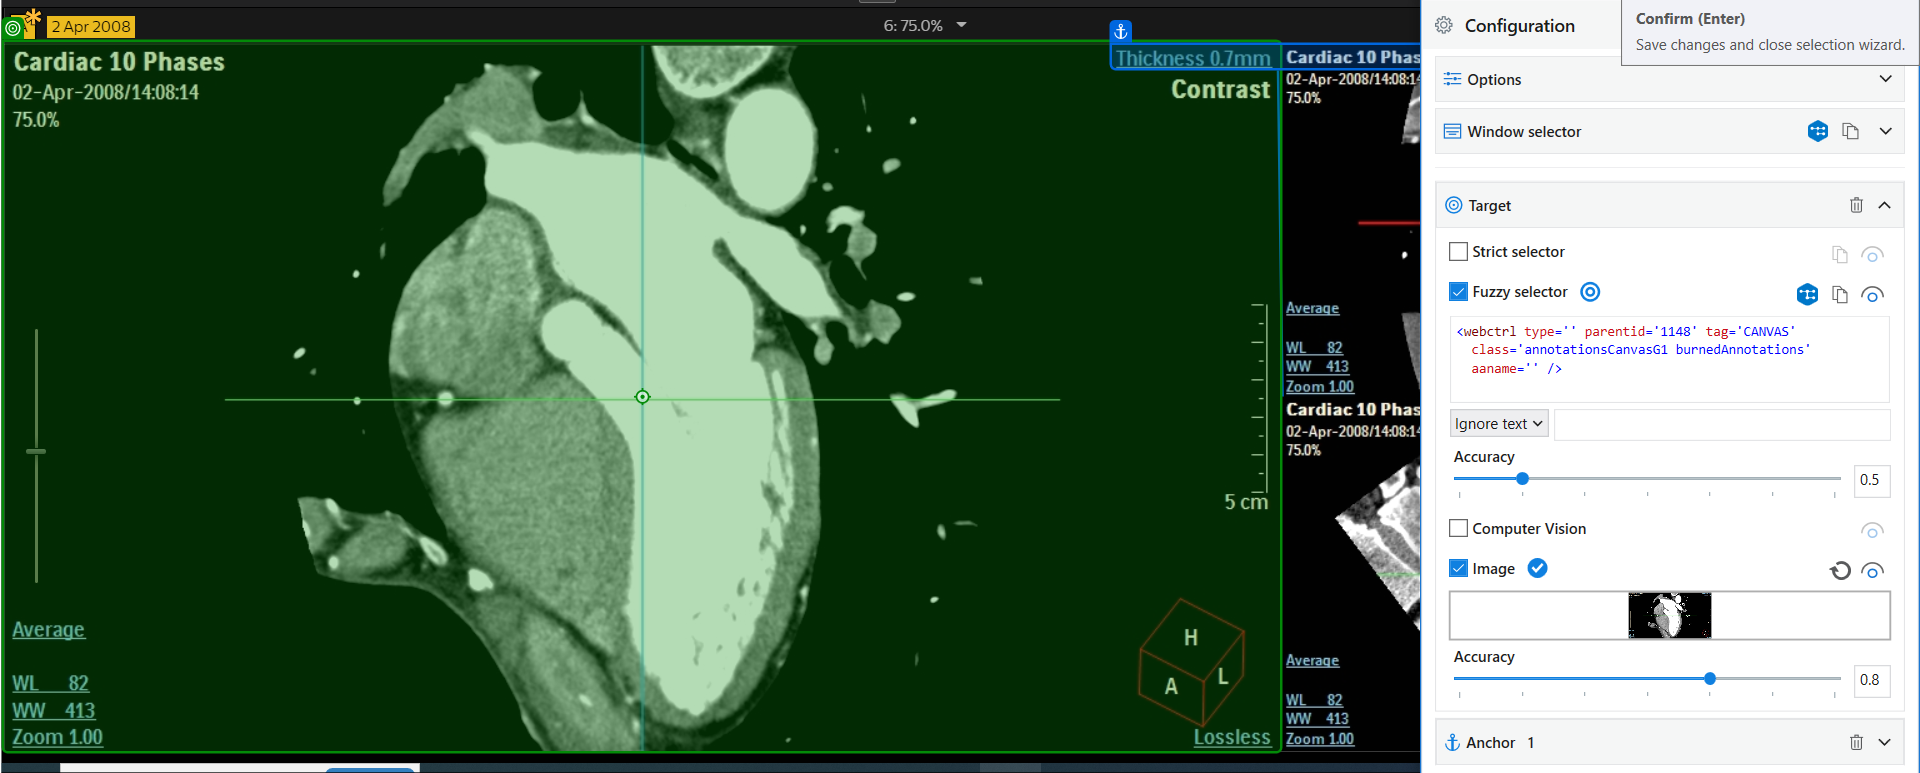 2 Apr 2008
6: 75.0%
Cardiac 10 Phases
02-Apr-2008/14:08:14
75.0%
Thickness 0.7mm
Contrast
5 cm
H
A
L
Average
WL 82
WW 413
Zoom 1.00
Lossless
Cardiac 10 Phas
02-Apr-2008/14:08:14
75.0%
Average
WL 82
WW 413
Zoom 1.00
Cardiac 10 Phas
02-Apr-2008/14:08:14
75.0%
Average
WL 82
WW 413
Zoom 1.00
Configuration
Confirm (Enter)
Save changes and close selection wizard.
Options
Window selector
Target
Strict selector
Fuzzy selector
<webctrl type='' parentid='1148' tag='CANVAS'
class='annotationsCanvasG1 burnedAnnotations'
aaname='' />
Ignore text
Accuracy
0.5
Computer Vision
Image
Accuracy
0.8
Anchor 1